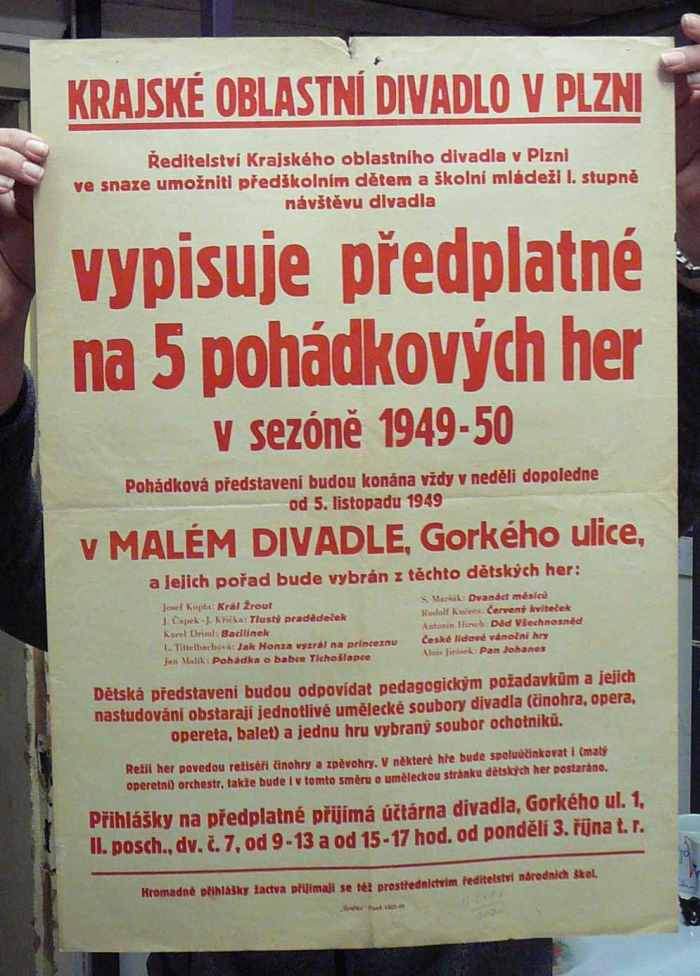 KRAJSKÉ OBLASTNÍ DIVADLO V PLZNI
Ředitelství Krajského oblastního divadla v Plzni
ve snaze umožniti předškolním dětem a školní mládeži I. stupně
návštěvu divadla
vypisuje předplatné
na 5 pohádkových her
v sezóně 1949-50
Pohádková představení budou konána vždy v neděli dopoledne
od 5. listopadu 1949
v MALÉM DIVADLE, Gorkého ulice,
a jejich pořad bude vybrán z těchto dětských her:
Josef Kopta: Král Žrout
J. Čapek-J. Křička: Tlustý pradědeček
Karel Driml: Bacilínek
L. Tittelbachová: Jak Honza vyzrál na princeznu
Jan Malík: Pohádka o babce Tichošlapce
S. Maršák: Dvanáct měsíců
Rudolf Kučera: Červený kvíteček
Antonín Hirsch: Děd Všechnosněd
České lidové vánoční hry
Alois Jirásek: Pan Johanes
Dětská představení budou odpovídat pedagogickým požadavkům a jejich
nastudování obstarají jednotlivé umělecké soubory divadla (činohra, opera,
opereta, balet) a jednu hru vybraný soubor ochotníků.
Režii her povedou režiséři činohry a zpěvohry. V některé hře bude spoluúčinkovat i (malý
operetní) orchestr, takže bude i v tomto směru o uměleckou stránku dětských her postaráno.
Přihlášky na předplatné přijímá účtárna divadla, Gorkého ul. 1,
II. posch., dv. č. 7, od 9-13 a od 15-17 hod. od pondělí 3. října t. r.
Hromadné přihlášky žactva přijímají se též prostřednictvím ředitelství národních škol.